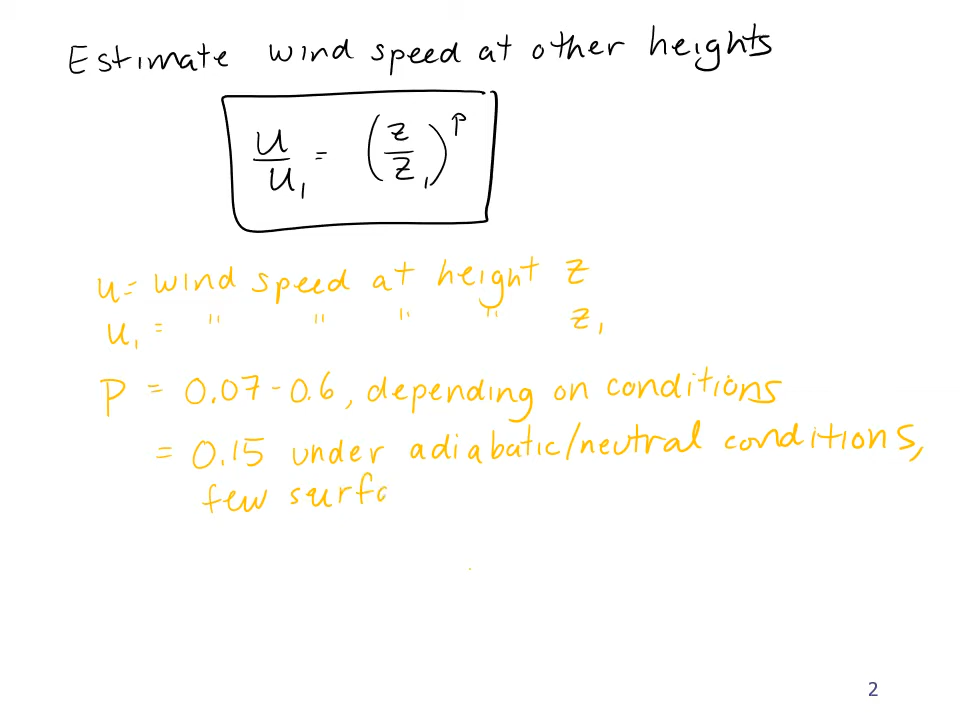 Estimate wind speed at other heights
u/u₁ = (z/z₁)^p
u = wind speed at height z
u₁ = " " " " z₁
P = 0.07 - 0.6, depending on conditions
= 0.15 under adiabatic/neutral conditions,
few surfa
2